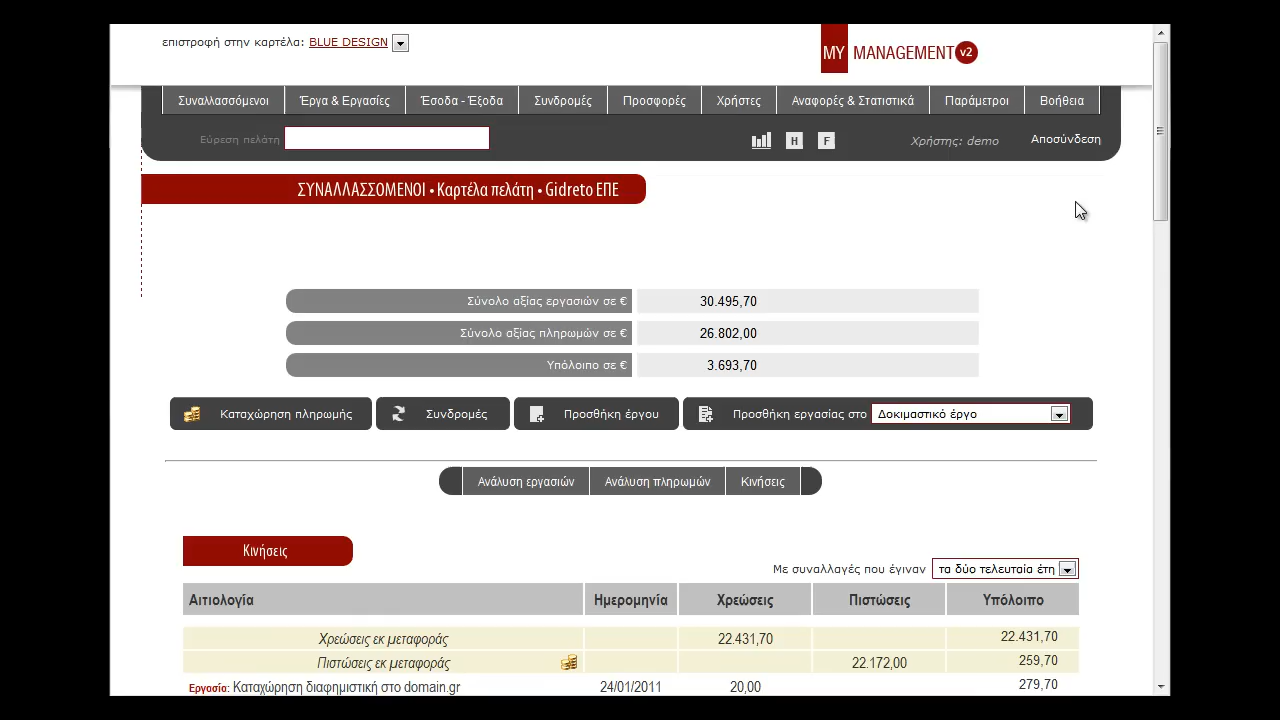 επιστροφή στην καρτέλα: BLUE DESIGN
MY MANAGEMENT v2
Συναλλασσόμενοι Έργα & Εργασίες Έσοδα - Έξοδα Συνδρομές Προσφορές Χρήστες Αναφορές & Στατιστικά Παράμετροι Βοήθεια
Εύρεση πελάτη H F Χρήστης: demo Αποσύνδεση
ΣΥΝΑΛΛΑΣΣΟΜΕΝΟΙ • Καρτέλα πελάτη • Gidreto ΕΠΕ
Σύνολο αξίας εργασιών σε € 30.495,70
Σύνολο αξίας πληρωμών σε € 26.802,00
Υπόλοιπο σε € 3.693,70
Καταχώρηση πληρωμής Συνδρομές Προσθήκη έργου Προσθήκη εργασίας στο Δοκιμαστικό έργο
Ανάλυση εργασιών Ανάλυση πληρωμών Κινήσεις
Κινήσεις
Με συναλλαγές που έγιναν τα δύο τελευταία έτη
Αιτιολογία Ημερομηνία Χρεώσεις Πιστώσεις Υπόλοιπο
Χρεώσεις εκ μεταφοράς 22.431,70 22.431,70
Πιστώσεις εκ μεταφοράς 22.172,00 259,70
Εργασία: Καταχώρηση διαφημιστική στο domain.gr 24/01/2011 20,00 279,70